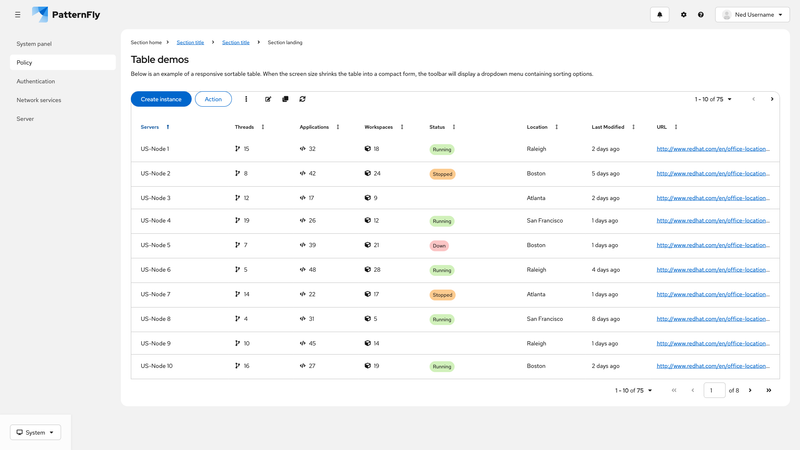 PatternFly
Ned Username
System panel
Policy
Authentication
Network services
Server
Section home Section title Section title Section landing
Table demos
Below is an example of a responsive sortable table. When the screen size shrinks the table into a compact form, the toolbar will display a dropdown menu containing sorting options.
Create instance Action 1 - 10 of 75
Servers Threads Applications Workspaces Status Location Last Modified URL
US-Node 1 15 32 18 Running Raleigh 2 days ago http://www.redhat.com/en/office-location...
US-Node 2 8 42 24 Stopped Boston 5 days ago http://www.redhat.com/en/office-location...
US-Node 3 12 17 9 Atlanta 2 days ago http://www.redhat.com/en/office-location...
US-Node 4 19 26 12 Running San Francisco 1 days ago http://www.redhat.com/en/office-location...
US-Node 5 7 39 21 Down Boston 1 days ago http://www.redhat.com/en/office-location...
US-Node 6 5 48 28 Running Raleigh 4 days ago http://www.redhat.com/en/office-location...
US-Node 7 14 22 17 Stopped Atlanta 1 days ago http://www.redhat.com/en/office-location...
US-Node 8 4 31 5 Running San Francisco 8 days ago http://www.redhat.com/en/office-location...
US-Node 9 10 45 14 Raleigh 1 days ago http://www.redhat.com/en/office-location...
US-Node 10 16 27 19 Running Boston 2 days ago http://www.redhat.com/en/office-location...
1 - 10 of 75 1 of 8
System